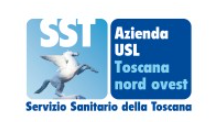 SST
Azienda
USL
Toscana
nord ovest
Servizio Sanitario della Toscana